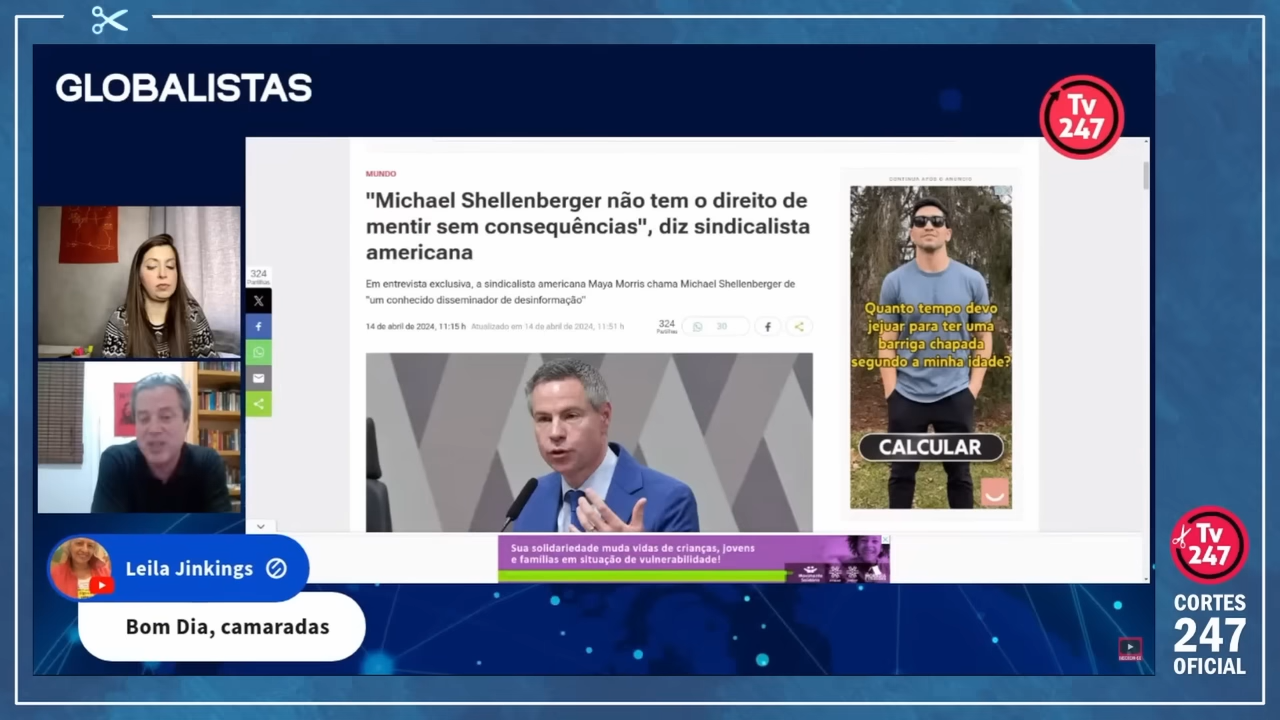 GLOBALISTAS
Tv
247
MUNDO
"Michael Shellenberger não tem o direito de
mentir sem consequências", diz sindicalista
americana
Em entrevista exclusiva, a sindicalista americana Maya Morris chama Michael Shellenberger de
"um conhecido disseminador de desinformação"
14 de abril de 2024, 11:15 h Atualizado em 14 de abril de 2024, 11:51 h
324
Partilhas
30
324
Partilhas
CONTINUA APÓS O ANÚNCIO
Quanto tempo devo
jejuar para ter uma
barriga chapada
segundo a minha idade?
CALCULAR
Sua solidariedade muda vidas de crianças, jovens
e famílias em situação de vulnerabilidade!
Leila Jinkings
Bom Dia, camaradas
Tv
247
CORTES
247
OFICIAL